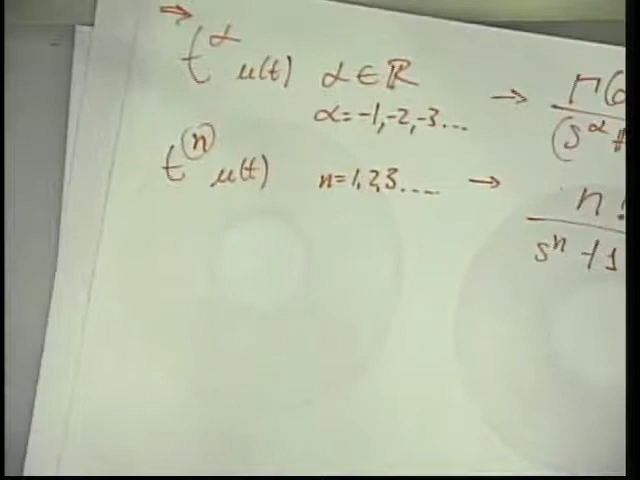 ⇒ t^α u(t) α ∈ ℝ → Γ(
α = -1, -2, -3... (s^α +
t^(n) u(t) n = 1, 2, 3.... → n!
s^n + 1